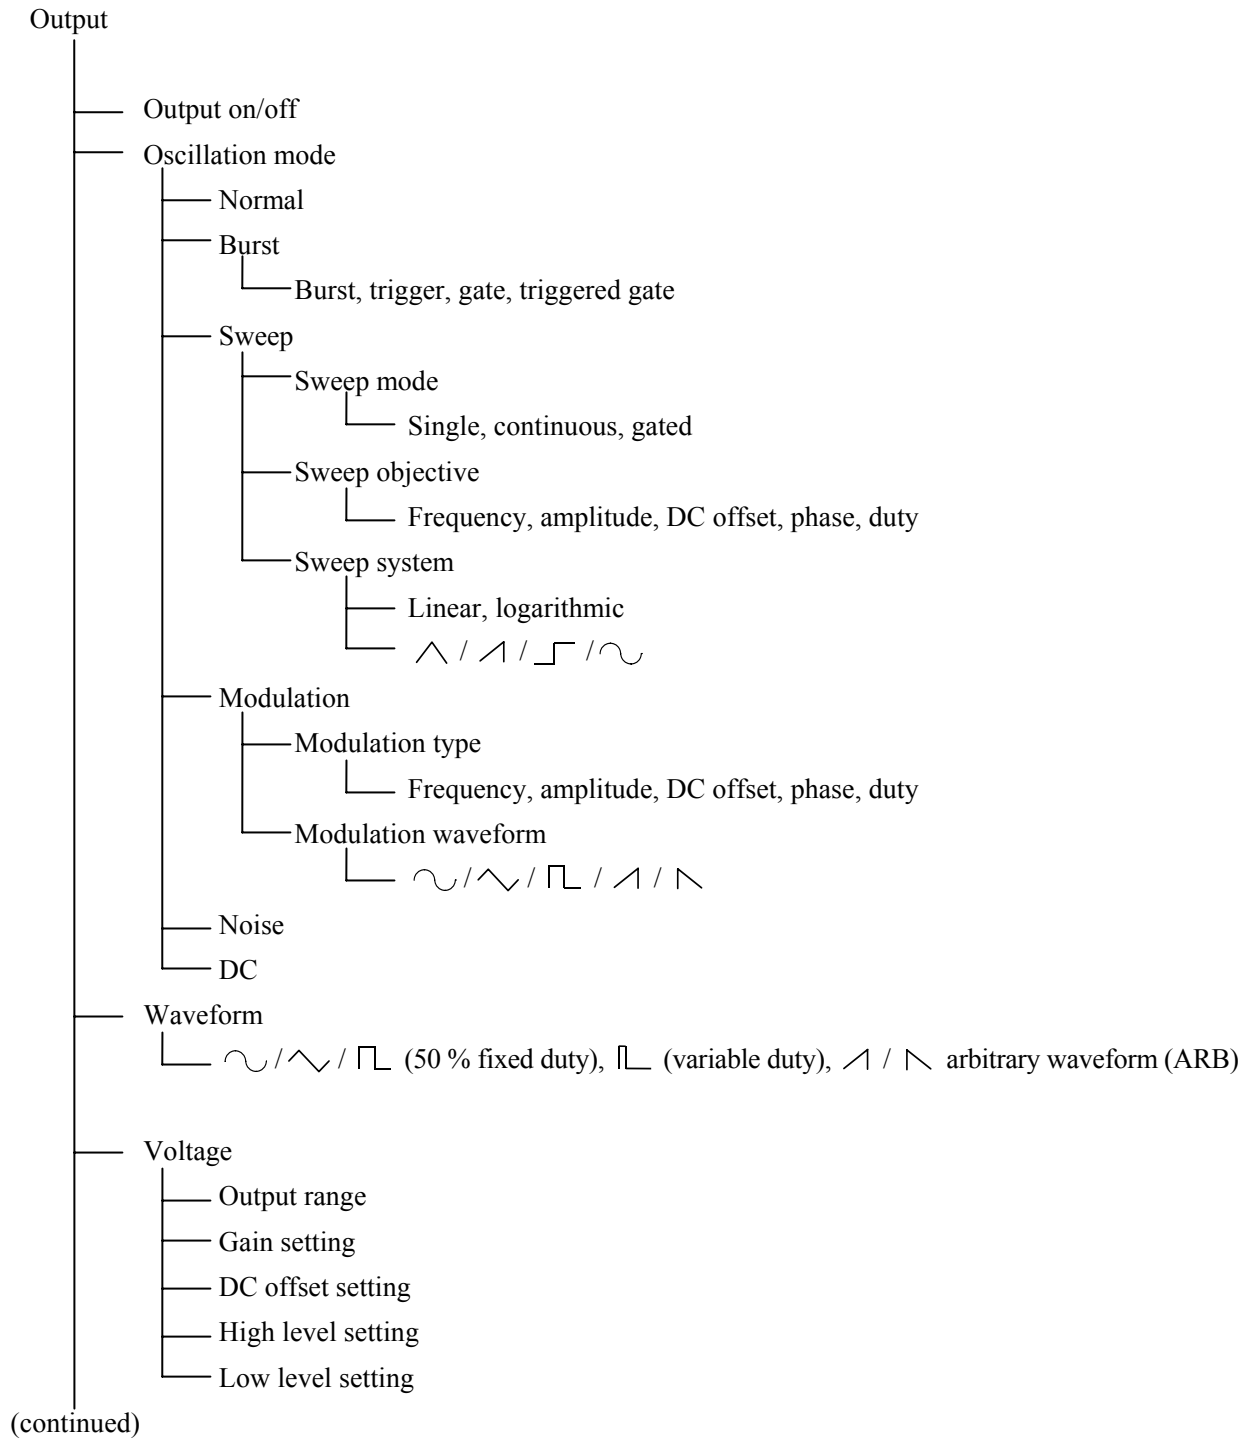 Output
Output on/off
Oscillation mode
Normal
Burst
Burst, trigger, gate, triggered gate
Sweep
Sweep mode
Single, continuous, gated
Sweep objective
Frequency, amplitude, DC offset, phase, duty
Sweep system
Linear, logarithmic
/ / /
Modulation
Modulation type
Frequency, amplitude, DC offset, phase, duty
Modulation waveform
/ / / /
Noise
DC
Waveform
/ / (50 % fixed duty), (variable duty), / arbitrary waveform (ARB)
Voltage
Output range
Gain setting
DC offset setting
High level setting
Low level setting
(continued)